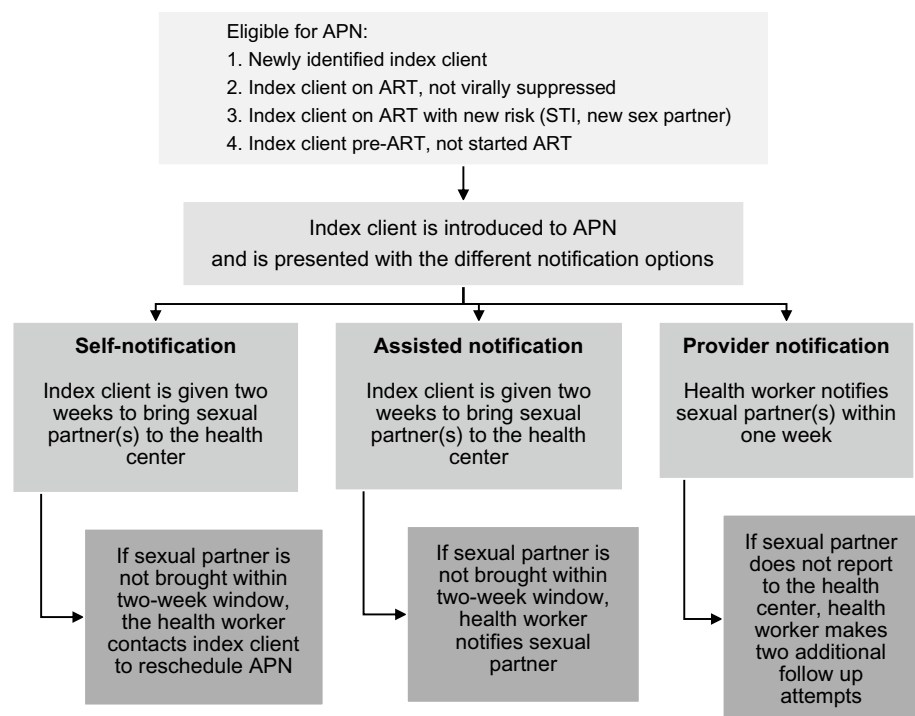 Eligible for APN:
1. Newly identified index client
2. Index client on ART, not virally suppressed
3. Index client on ART with new risk (STI, new sex partner)
4. Index client pre-ART, not started ART
Index client is introduced to APN
and is presented with the different notification options
Self-notification
Index client is given two
weeks to bring sexual
partner(s) to the health
center
Assisted notification
Index client is given two
weeks to bring sexual
partner(s) to the health
center
Provider notification
Health worker notifies
sexual partner(s) within
one week
If sexual partner is
not brought within
two-week window,
the health worker
contacts index client
to reschedule APN
If sexual partner is
not brought within
two-week window,
health worker
notifies sexual
partner
If sexual partner
does not report
to the health
center, health
worker makes
two additional
follow up
attempts